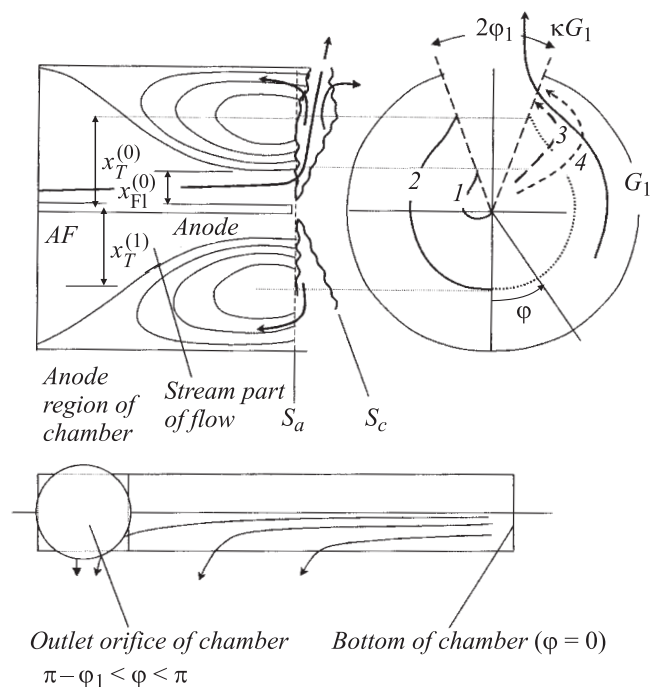 2φ₁
κG₁
x_T^(0)
x_Fl^(0)
2
1
3
4
G₁
AF
Anode
x_T^(1)
φ
Anode
region of
chamber
Stream part
of flow
S_a
S_c
Outlet orifice of chamber
π–φ₁ < φ < π
Bottom of chamber (φ = 0)